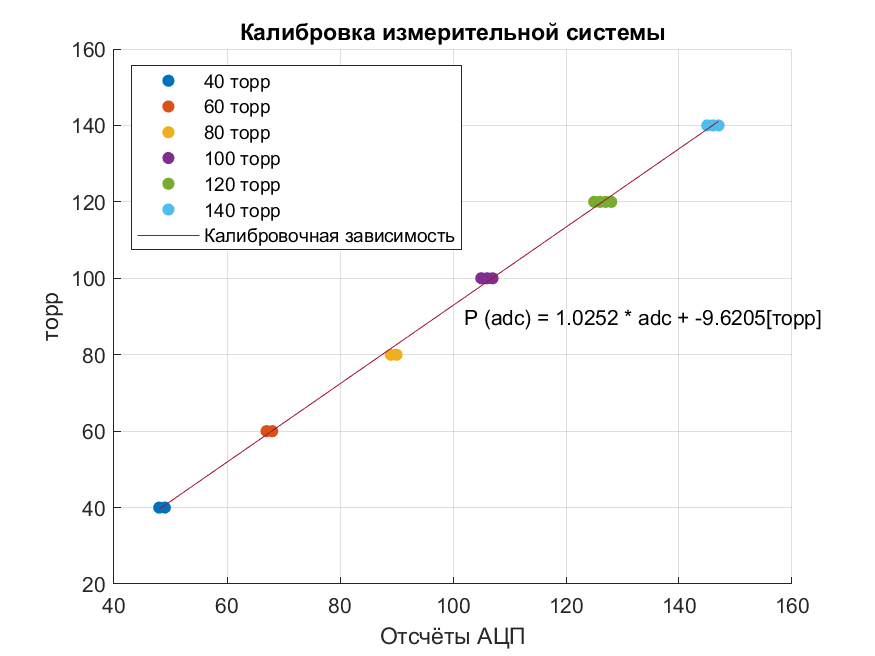 Калибровка измерительной системы
160
140
120
100
80
60
40
20
торр
40 торр
60 торр
80 торр
100 торр
120 торр
140 торр
Калибровочная зависимость
P (adc) = 1.0252 * adc + -9.6205[торр]
40 60 80 100 120 140 160
Отсчёты АЦП